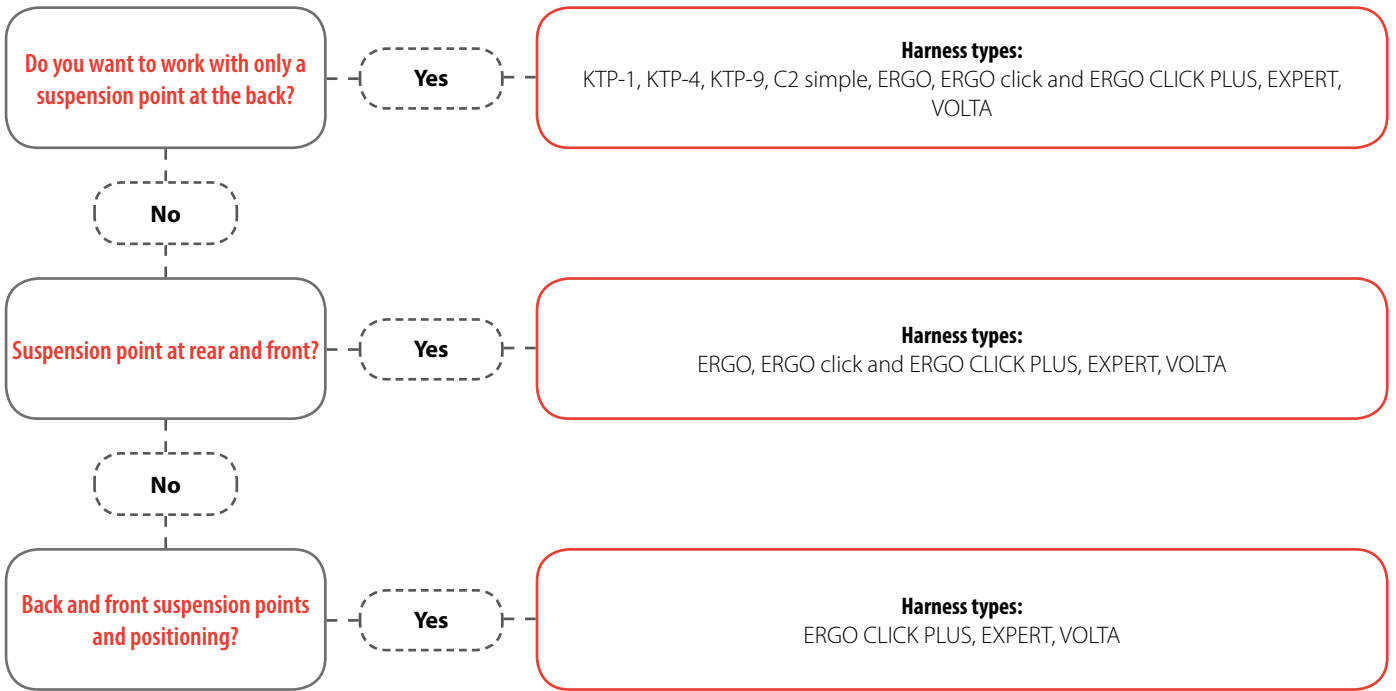 Do you want to work with only a
suspension point at the back?
Yes
Harness types:
KTP-1, KTP-4, KTP-9, C2 simple, ERGO, ERGO click and ERGO CLICK PLUS, EXPERT,
VOLTA
No
Suspension point at rear and front?
Yes
Harness types:
ERGO, ERGO click and ERGO CLICK PLUS, EXPERT, VOLTA
No
Back and front suspension points
and positioning?
Yes
Harness types:
ERGO CLICK PLUS, EXPERT, VOLTA